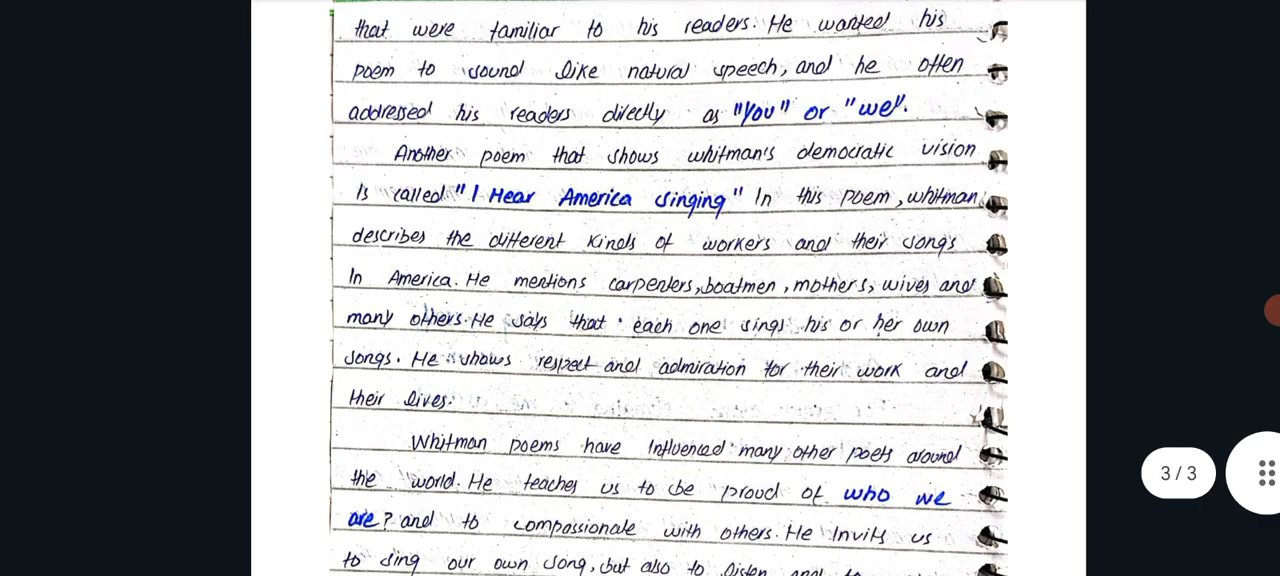 that were familiar to his readers. He wanted his
poem to sound like natural speech, and he often
addressed his readers directly as "you" or "we".
Another poem that shows whitman's democratic vision
Is called "I Hear America singing" In this poem, whitman
describes the different kinds of workers and their songs
In America. He mentions carpenters, boatmen, mothers, wives and
many others. He says that each one sings his or her own
songs. He shows respect and admiration for their work and
their lives.
Whitman poems have Influenced many other poets around
the world. He teaches us to be proud of who we
are? and to compassionate with others. He Invits us
to sing our own song, but also to listen and to
3/3